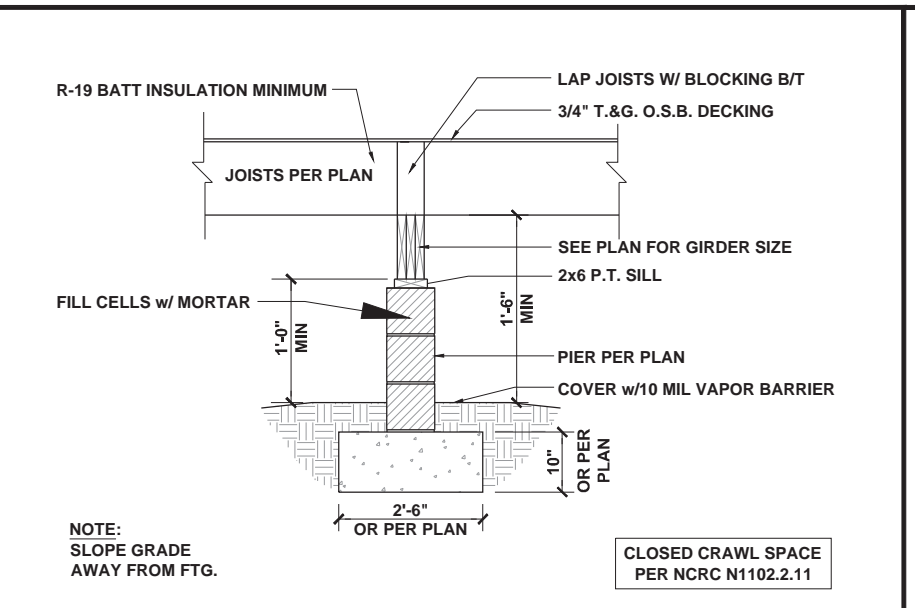 R-19 BATT INSULATION MINIMUM
LAP JOISTS W/ BLOCKING B/T
3/4" T.&G. O.S.B. DECKING
JOISTS PER PLAN
SEE PLAN FOR GIRDER SIZE
2x6 P.T. SILL
FILL CELLS w/ MORTAR
1'-0"
MIN
1'-6"
MIN
PIER PER PLAN
COVER w/10 MIL VAPOR BARRIER
10"
OR PER
PLAN
2'-6"
OR PER PLAN
NOTE:
SLOPE GRADE
AWAY FROM FTG.
CLOSED CRAWL SPACE
PER NCRC N1102.2.11